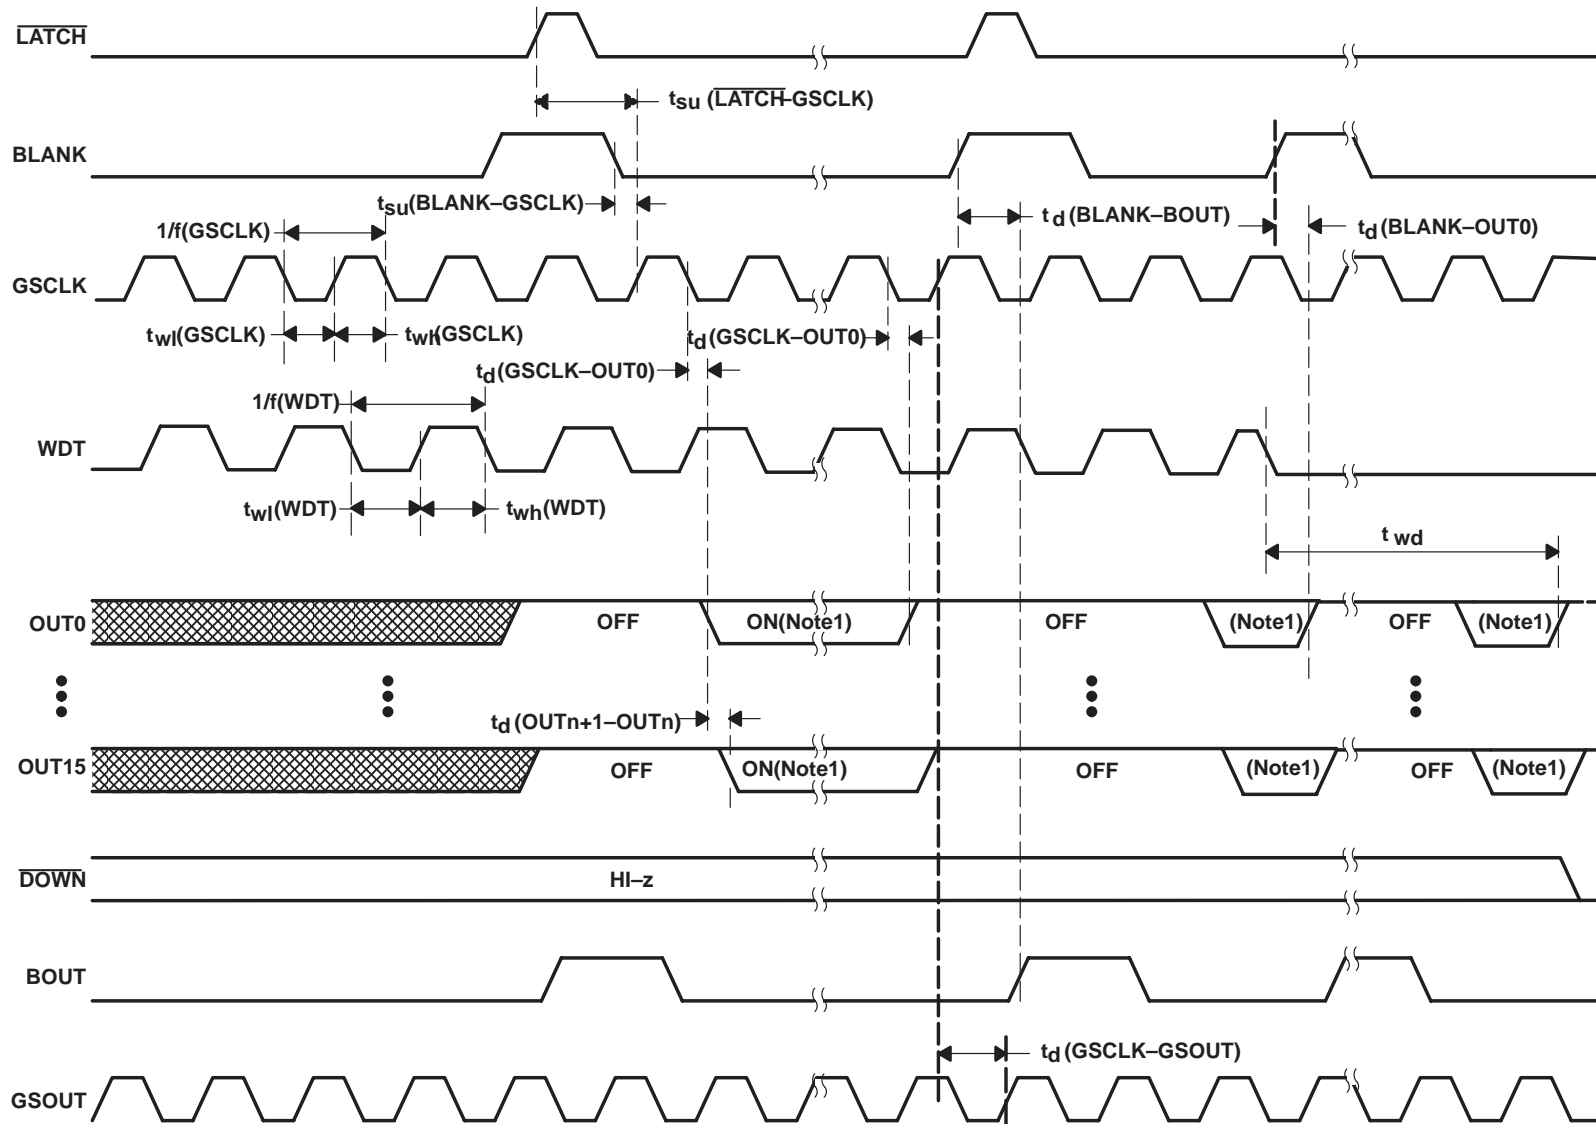 LATCH
tsu (LATCH-GSCLK)
BLANK
tsu(BLANK–GSCLK)
td(BLANK–BOUT)
td(BLANK–OUT0)
1/f(GSCLK)
GSCLK
twl(GSCLK)
twh(GSCLK)
td(GSCLK–OUT0)
td(GSCLK–OUT0)
1/f(WDT)
WDT
twl(WDT)
twh(WDT)
t wd
OUT0 OFF ON(Note1) OFF (Note1) OFF (Note1)
td(OUTn+1–OUTn)
OUT15 OFF ON(Note1) OFF (Note1) OFF (Note1)
DOWN HI–z
BOUT
td(GSCLK–GSOUT)
GSOUT